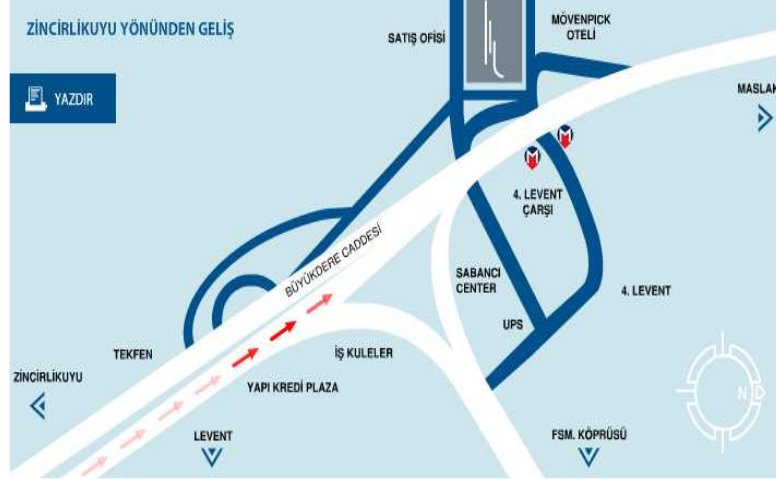 ZİNCİRLİKUYU YÖNÜNDEN GELİŞ
SATIŞ OFİSİ
MÖVENPICK
OTELİ
YAZDIR
MASLAK
4. LEVENT
ÇARŞI
BÜYÜKDERE CADDESİ
SABANCI
CENTER
4. LEVENT
UPS
TEKFEN
İŞ KULELER
ZİNCİRLİKUYU
YAPI KREDİ PLAZA
LEVENT
FSM. KÖPRÜSÜ
N D